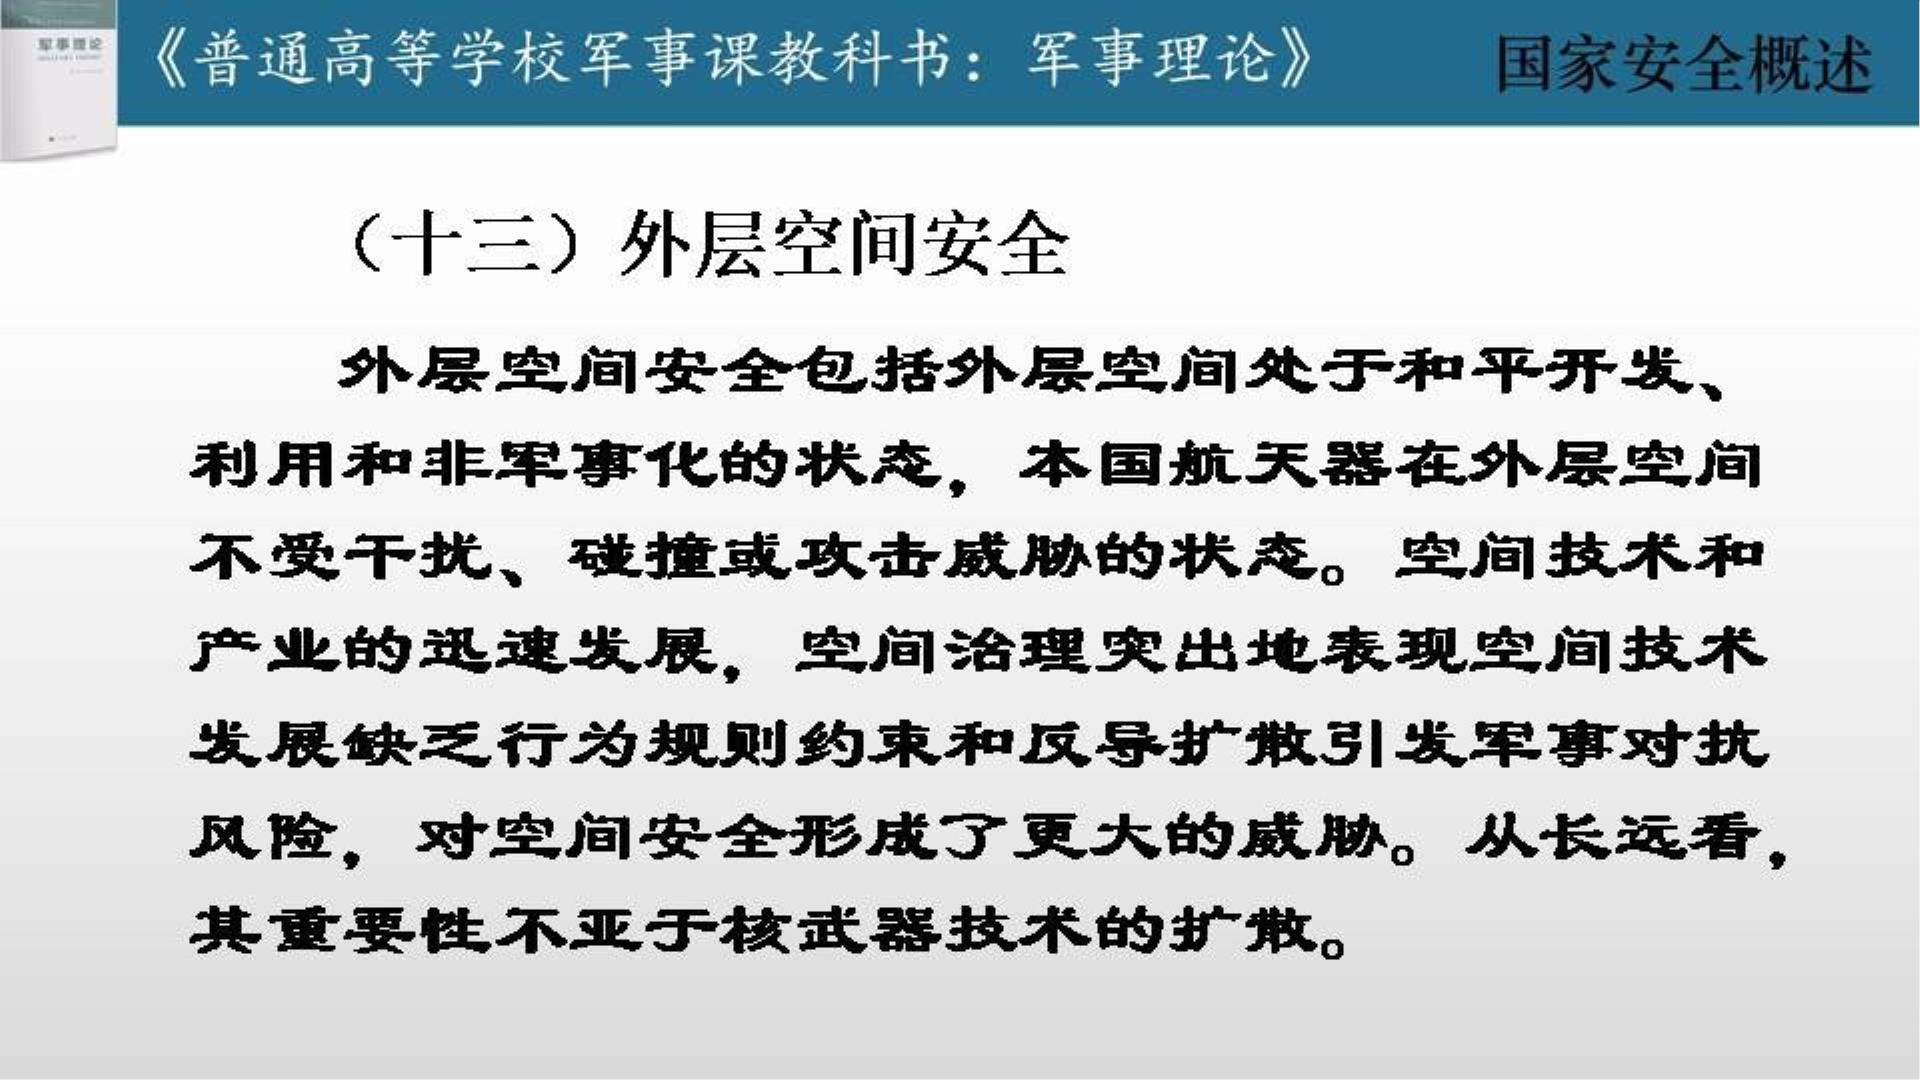 军事理论
《普通高等学校军事课教科书：军事理论》
国家安全概述
（十三）外层空间安全
外层空间安全包括外层空间处于和平开发、
利用和非军事化的状态，本国航天器在外层空间
不受干扰、碰撞或攻击威胁的状态。空间技术和
产业的迅速发展，空间治理突出地表现空间技术
发展缺乏行为规则约束和反导扩散引发军事对抗
风险，对空间安全形成了更大的威胁。从长远看，
其重要性不亚于核武器技术的扩散。